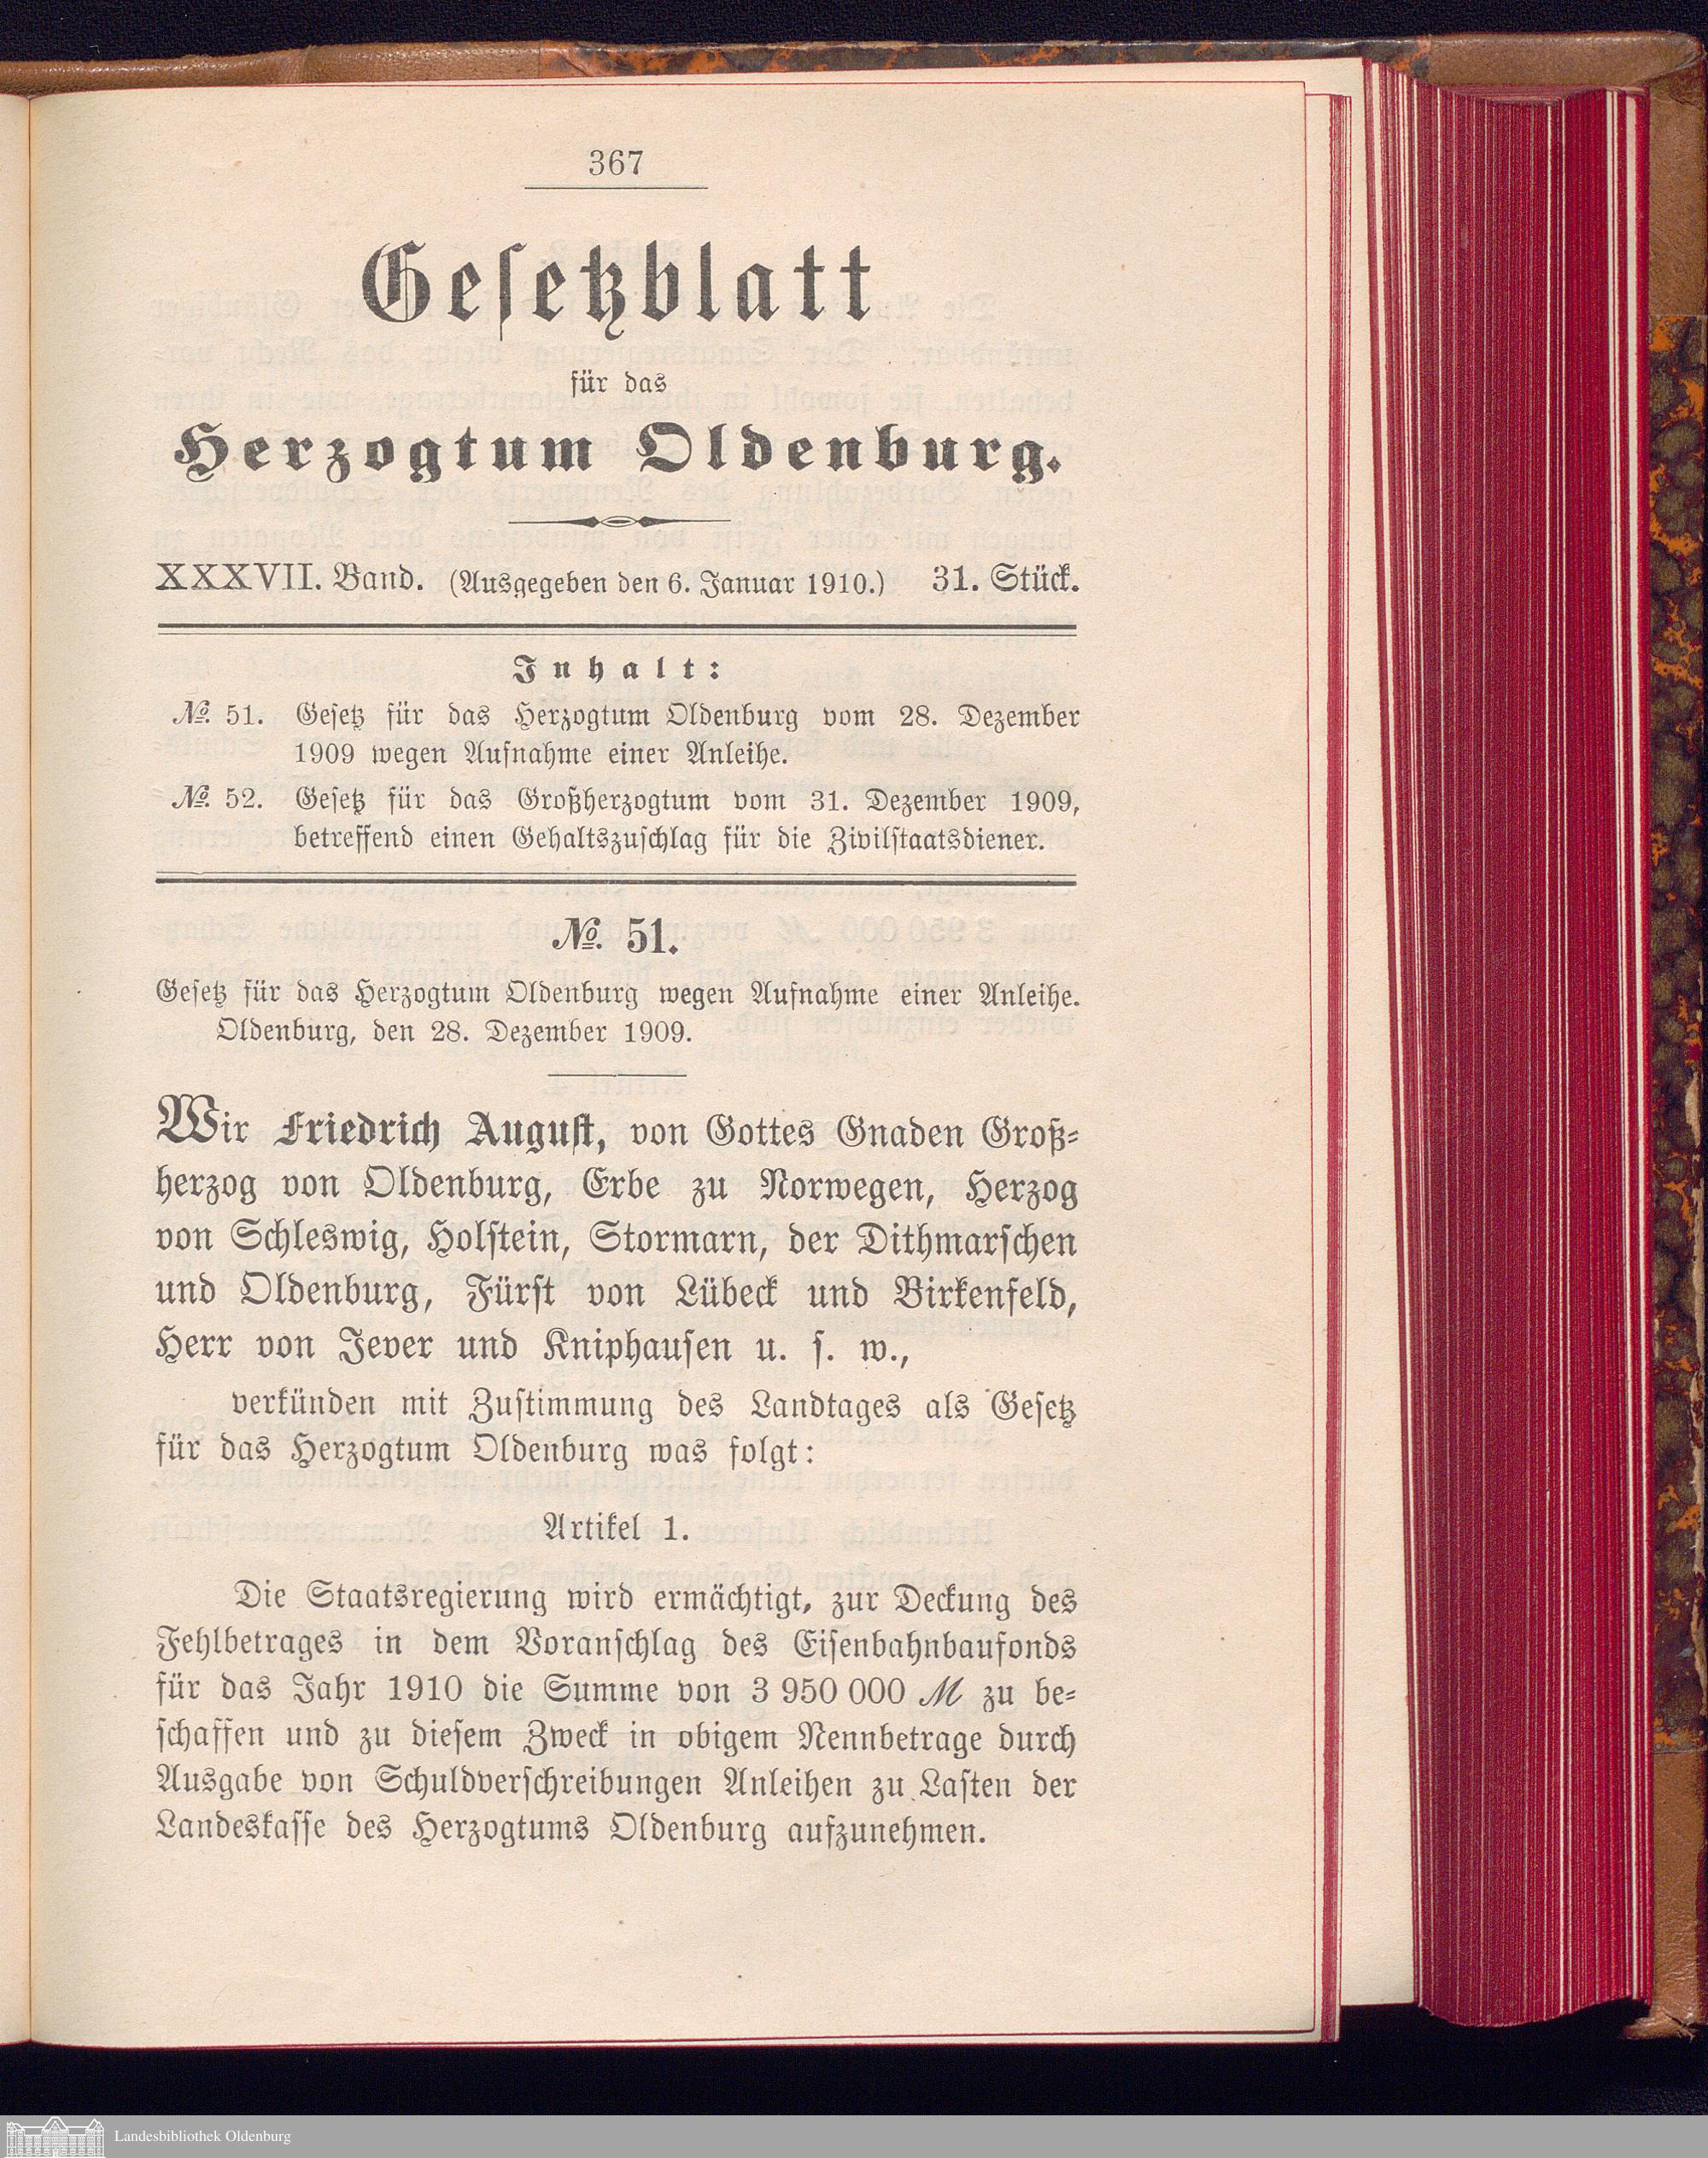 367
Gesetzblatt
für das
Herzogtum Oldenburg.
XXXVII. Band. (Ausgegeben den 6. Januar 1910.) 31. Stück.
Inhalt:
№. 51. Gesetz für das Herzogtum Oldenburg vom 28. Dezember
1909 wegen Aufnahme einer Anleihe.
№. 52. Gesetz für das Großherzogtum vom 31. Dezember 1909,
betreffend einen Gehaltszuschlag für die Zivilstaatsdiener.
№. 51.
Gesetz für das Herzogtum Oldenburg wegen Aufnahme einer Anleihe.
Oldenburg, den 28. Dezember 1909.
Wir Friedrich August, von Gottes Gnaden Groß-
herzog von Oldenburg, Erbe zu Norwegen, Herzog
von Schleswig, Holstein, Stormarn, der Dithmarschen
und Oldenburg, Fürst von Lübeck und Birkenfeld,
Herr von Jever und Kniphausen u. s. w.,
verkünden mit Zustimmung des Landtages als Gesetz
für das Herzogtum Oldenburg was folgt:
Artikel 1.
Die Staatsregierung wird ermächtigt, zur Deckung des
Fehlbetrages in dem Voranschlag des Eisenbahnbaufonds
für das Jahr 1910 die Summe von 3 950 000 ℳ zu be-
schaffen und zu diesem Zweck in obigem Nennbetrage durch
Ausgabe von Schuldverschreibungen Anleihen zu Lasten der
Landeskasse des Herzogtums Oldenburg aufzunehmen.
Landesbibliothek Oldenburg